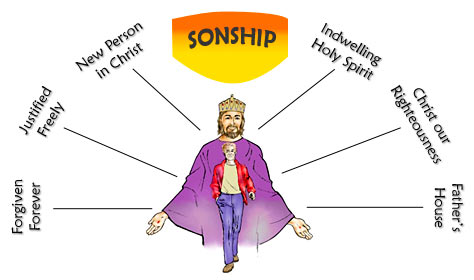 SONSHIP
New Person
in Christ
Indwelling
Holy Spirit
Justified
Freely
Christ our
Righteousness
Forgiven
Forever
Father's
House